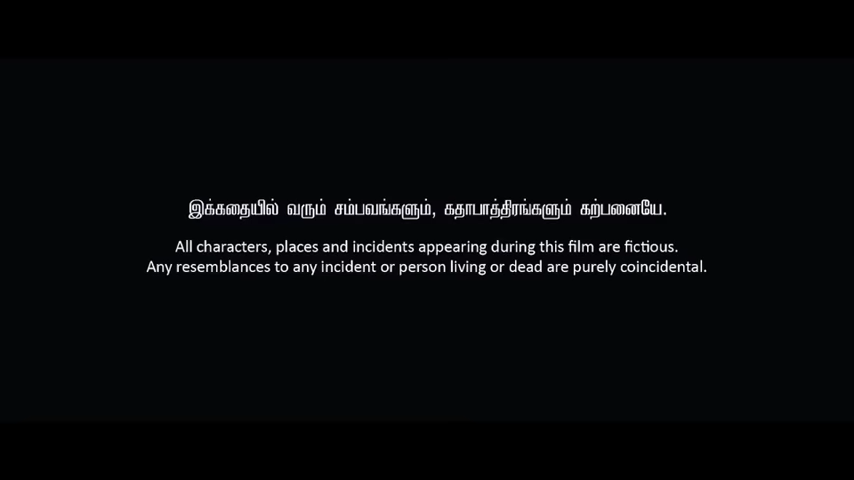 இக்கதையில் வரும் சம்பவங்களும், கதாபாத்திரங்களும் கற்பனையே.
All characters, places and incidents appearing during this film are fictious.
Any resemblances to any incident or person living or dead are purely coincidental.